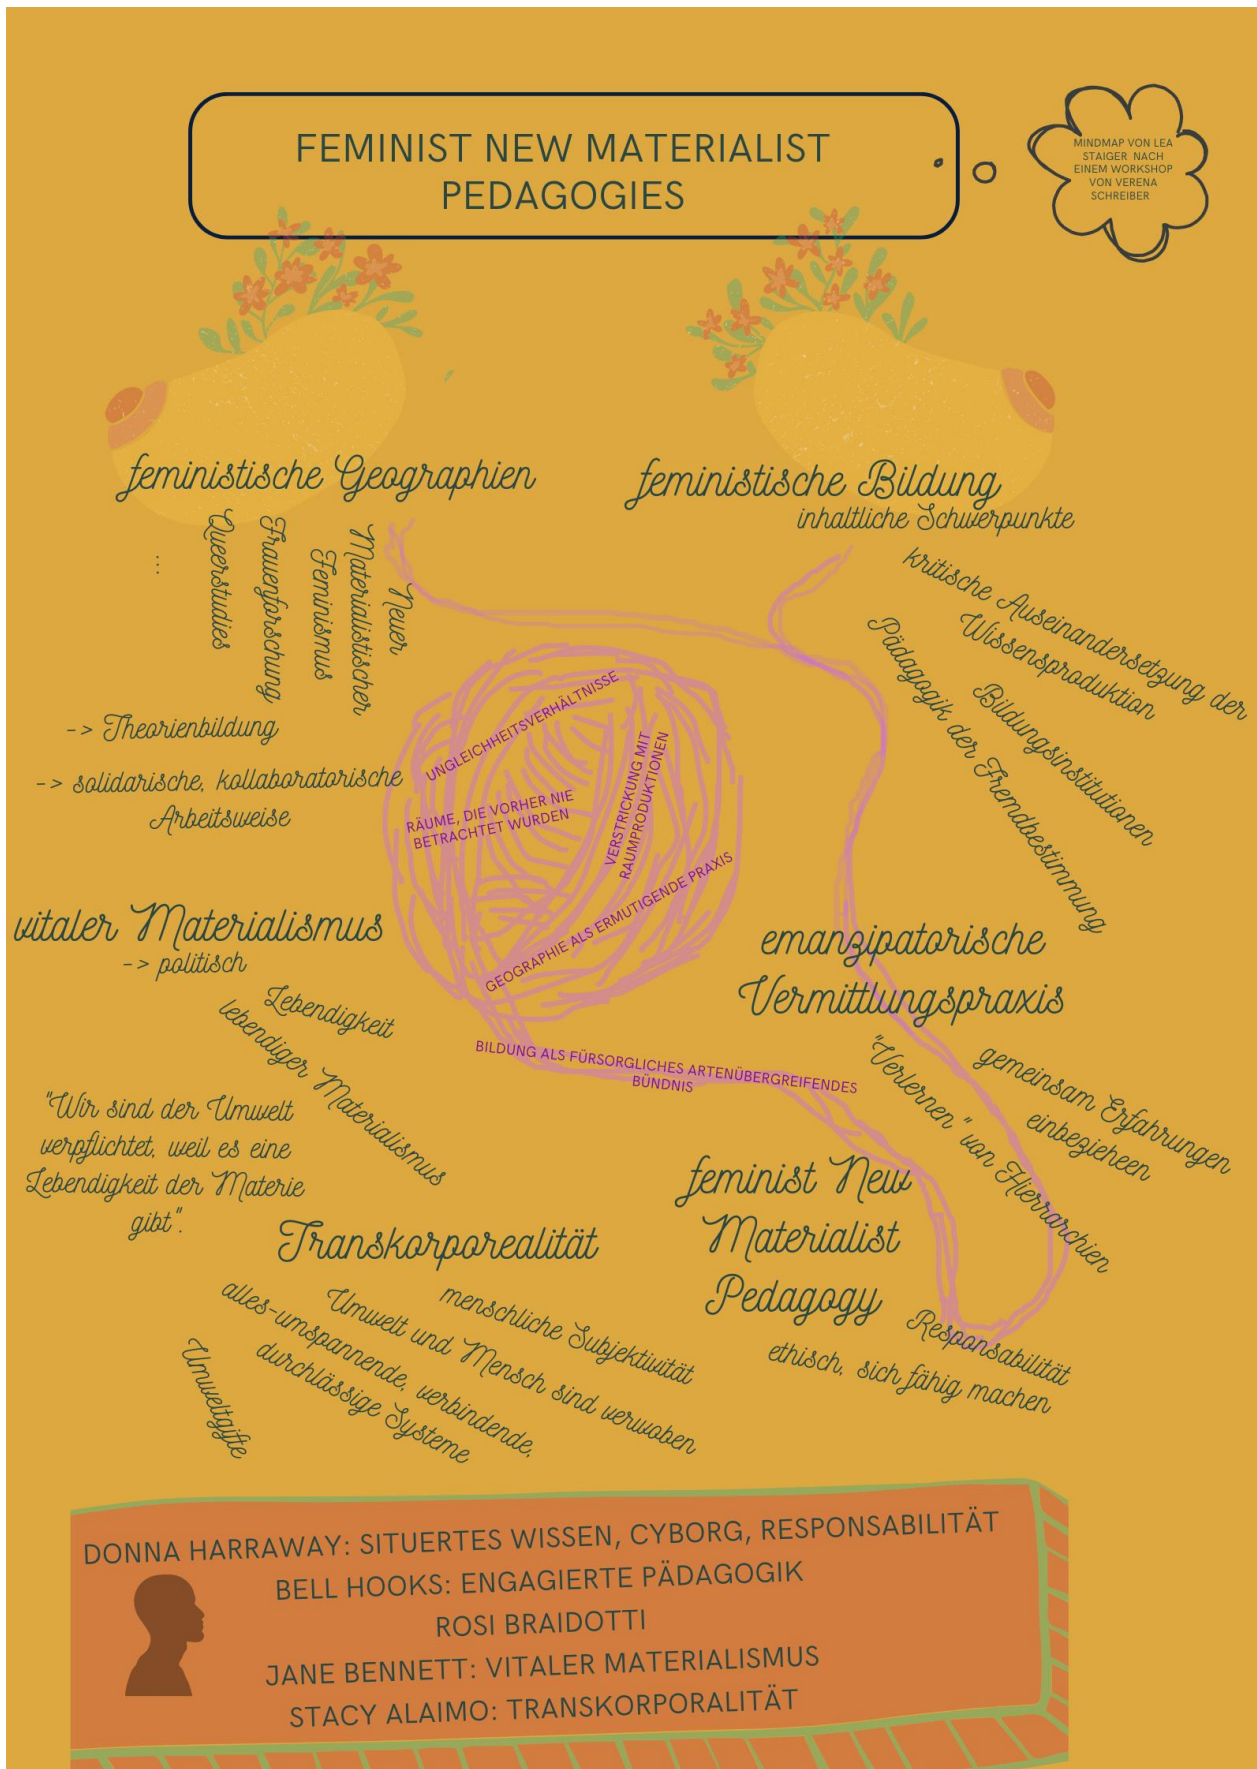 FEMINIST NEW MATERIALIST
PEDAGOGIES
MINDMAP VON LEA
STAIGER NACH
EINEM WORKSHOP
VON VERENA
SCHREIBER
feministische Geographien
...
Queerstudies
Frauenforschung
Neuer
Materialistischer
Feminismus
-> Theorienbildung
-> solidarische, kollaboratorische
Arbeitsweise
feministische Bildung
inhaltliche Schwerpunkte
kritische Auseinandersetzung der
Wissensproduktion
Bildungsinstitutionen
Pädagogik der Fremdbestimmung
UNGLEICHHEITSVERHÄLTNISSE
RÄUME, DIE VORHER NIE
BETRACHTET WURDEN
VERSTRICKUNG MIT
RAUMPRODUKTIONEN
GEOGRAPHIE ALS ERMUTIGENDE PRAXIS
BILDUNG ALS FÜRSORGLICHES ARTENÜBERGREIFENDES
BÜNDNIS
vitaler Materialismus
-> politisch
Lebendigkeit
lebendiger Materialismus
"Wir sind der Umwelt
verpflichtet, weil es eine
Lebendigkeit der Materie
gibt".
emanzipatorische
Vermittlungspraxis
gemeinsam Erfahrungen
einbezieheen
"Verlernen" von Hierrarchien
Transkorporealität
menschliche Subjektivität
Umwelt und Mensch sind verwoben
alles-umspannende, verbindende,
durchlässige Systeme
Umweltgifte
feminist New
Materialist
Pedagogy
Responsabilität
ethisch, sich fähig machen
DONNA HARRAWAY: SITUERTES WISSEN, CYBORG, RESPONSABILITÄT
BELL HOOKS: ENGAGIERTE PÄDAGOGIK
ROSI BRAIDOTTI
JANE BENNETT: VITALER MATERIALISMUS
STACY ALAIMO: TRANSKORPORALITÄT